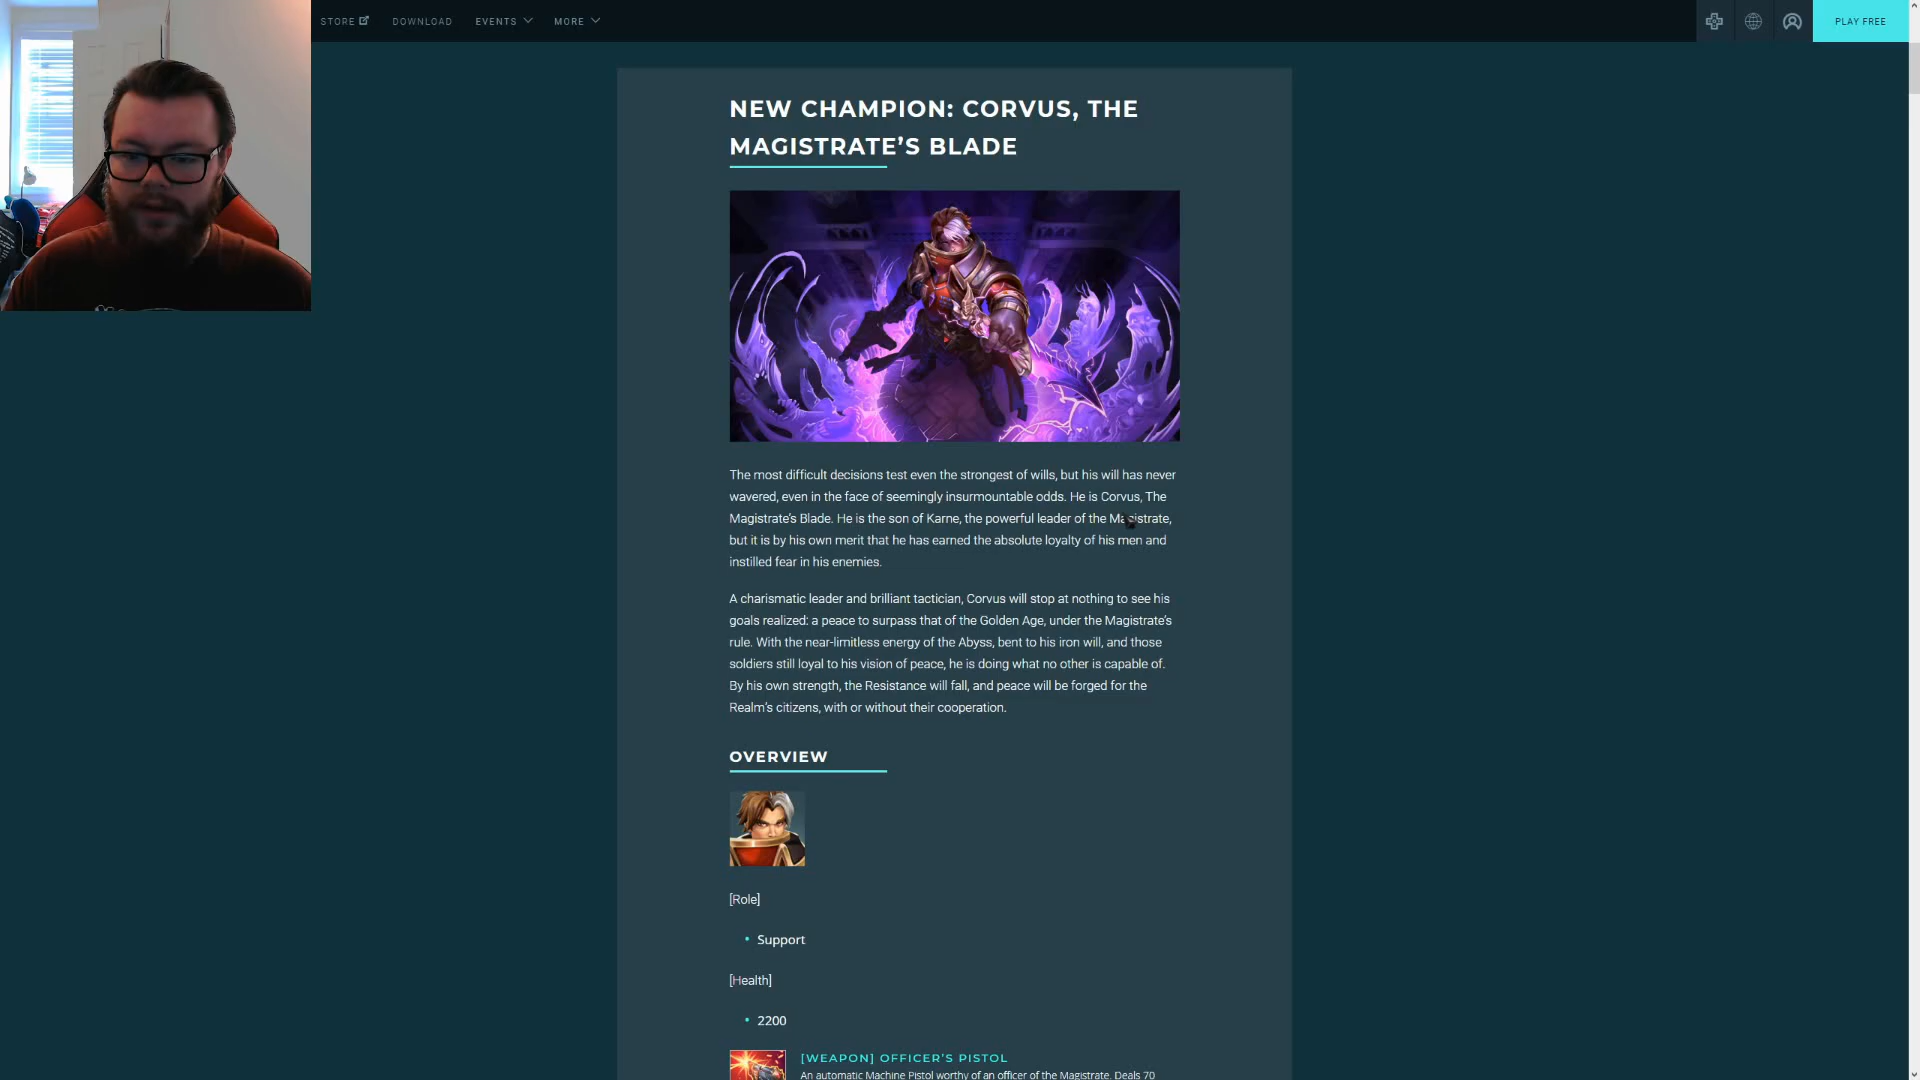 STORE DOWNLOAD EVENTS MORE PLAY FREE
NEW CHAMPION: CORVUS, THE
MAGISTRATE’S BLADE
The most difficult decisions test even the strongest of wills, but his will has never
wavered, even in the face of seemingly insurmountable odds. He is Corvus, The
Magistrate’s Blade. He is the son of Karne, the powerful leader of the Magistrate,
but it is by his own merit that he has earned the absolute loyalty of his men and
instilled fear in his enemies.
A charismatic leader and brilliant tactician, Corvus will stop at nothing to see his
goals realized: a peace to surpass that of the Golden Age, under the Magistrate’s
rule. With the near-limitless energy of the Abyss, bent to his iron will, and those
soldiers still loyal to his vision of peace, he is doing what no other is capable of.
By his own strength, the Resistance will fall, and peace will be forged for the
Realm’s citizens, with or without their cooperation.
OVERVIEW
[Role]
• Support
[Health]
• 2200
[WEAPON] OFFICER’S PISTOL
An automatic Machine Pistol worthy of an officer of the Magistrate. Deals 70